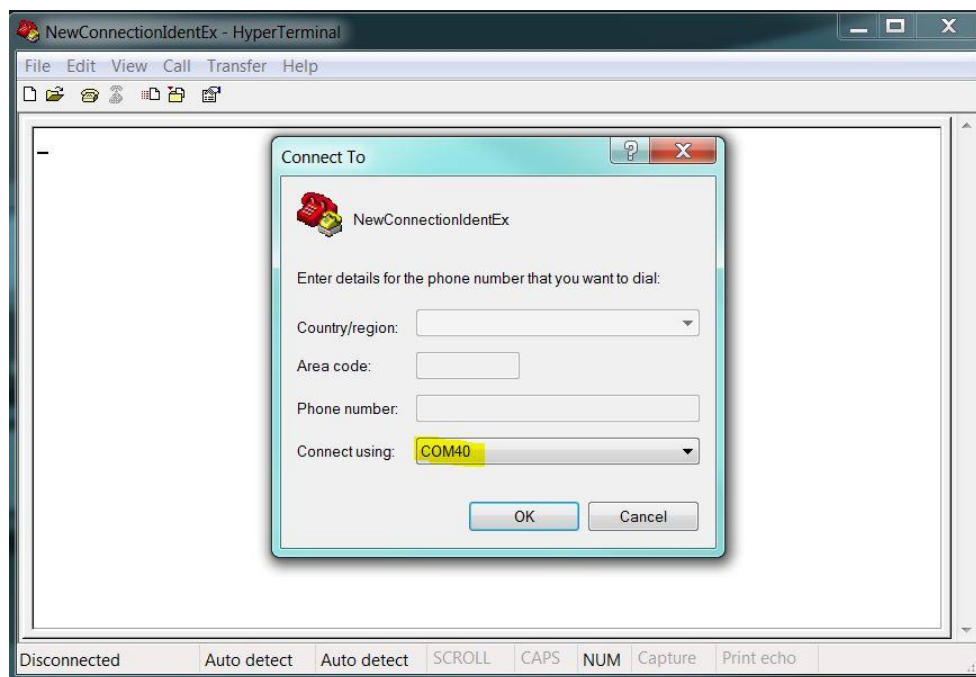 NewConnectionIdentEx - HyperTerminal
File Edit View Call Transfer Help
Connect To
NewConnectionIdentEx
Enter details for the phone number that you want to dial:
Country/region:
Area code:
Phone number:
Connect using: COM40
OK Cancel
Disconnected Auto detect Auto detect SCROLL CAPS NUM Capture Print echo